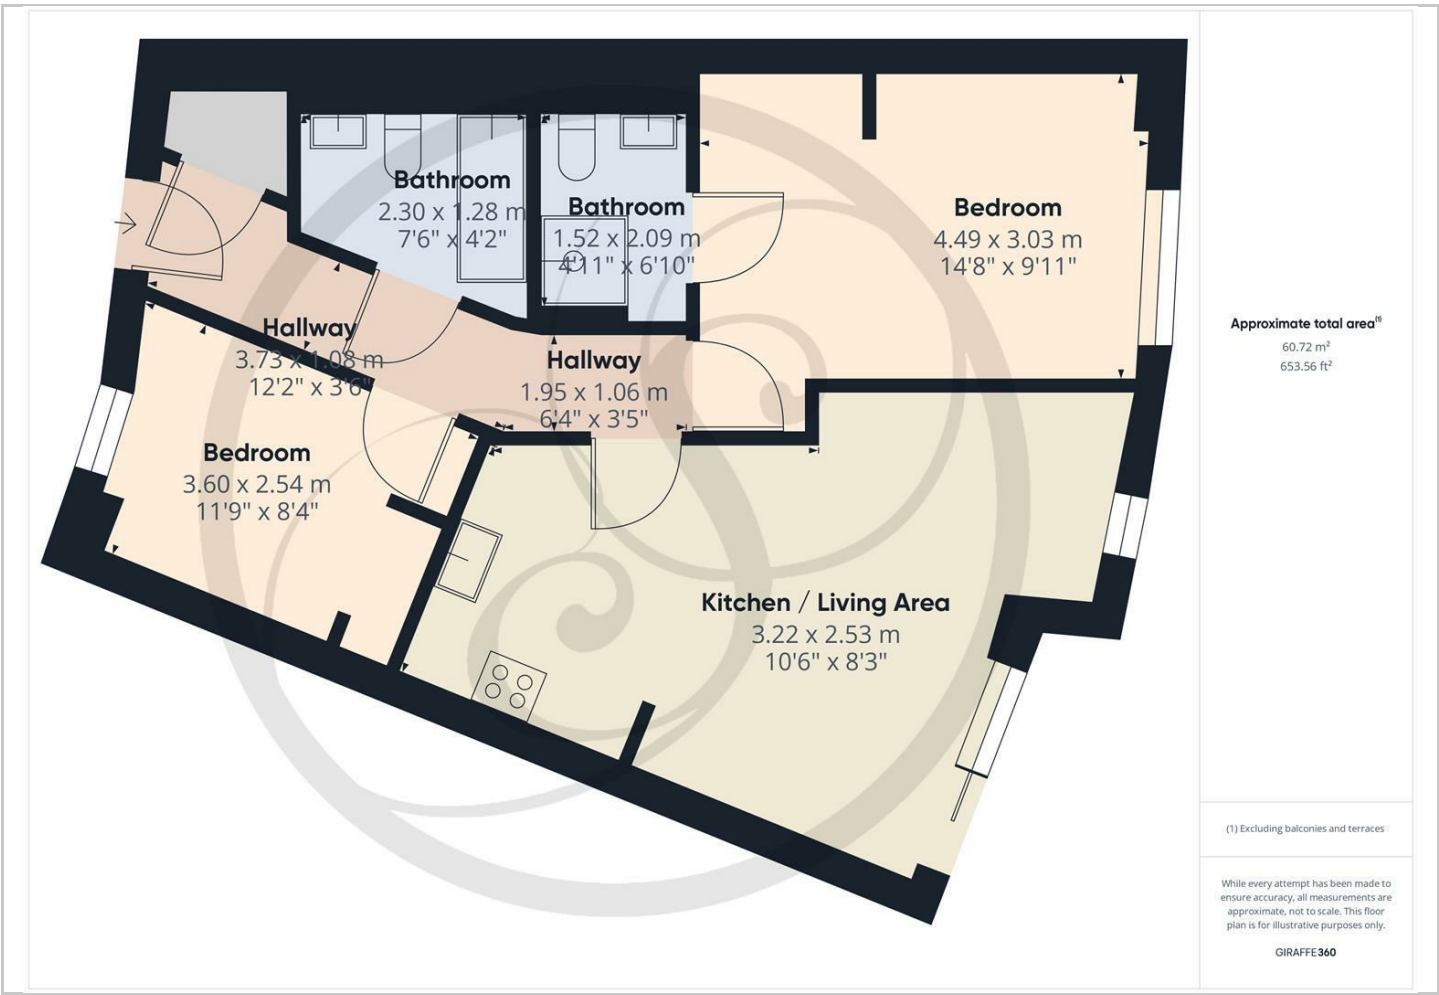 Bathroom
2.30 x 1.28 m
7'6" x 4'2"
Bathroom
1.52 x 2.09 m
4'11" x 6'10"
Bedroom
4.49 x 3.03 m
14'8" x 9'11"
Hallway
3.73 x 1.08 m
12'2" x 3'6"
Hallway
1.95 x 1.06 m
6'4" x 3'5"
Bedroom
3.60 x 2.54 m
11'9" x 8'4"
Kitchen / Living Area
3.22 x 2.53 m
10'6" x 8'3"
Approximate total area(1)
60.72 m²
653.56 ft²
(1) Excluding balconies and terraces
While every attempt has been made to
ensure accuracy, all measurements are
approximate, not to scale. This floor
plan is for illustrative purposes only.
GIRAFFE360